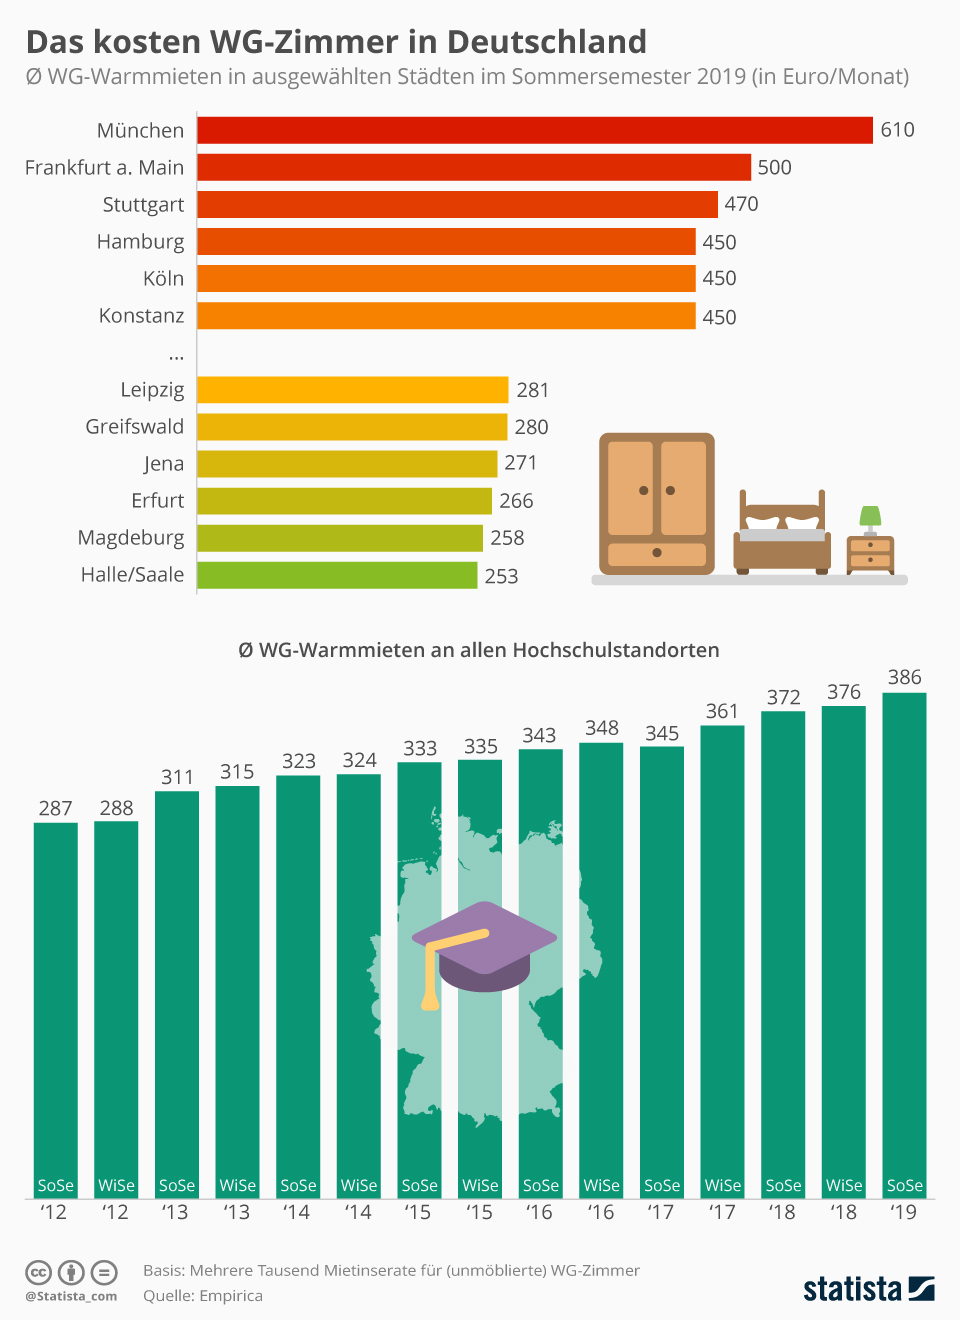 Das kosten WG-Zimmer in Deutschland
Ø WG-Warmmieten in ausgewählten Städten im Sommersemester 2019 (in Euro/Monat)
München 610
Frankfurt a. Main 500
Stuttgart 470
Hamburg 450
Köln 450
Konstanz 450
...
Leipzig 281
Greifswald 280
Jena 271
Erfurt 266
Magdeburg 258
Halle/Saale 253
Ø WG-Warmmieten an allen Hochschulstandorten
287 288 311 315 323 324 333 335 343 348 345 361 372 376 386
SoSe WiSe SoSe WiSe SoSe WiSe SoSe WiSe SoSe WiSe SoSe WiSe SoSe WiSe SoSe
‘12 ‘12 ‘13 ‘13 ‘14 ‘14 ‘15 ‘15 ‘16 ‘16 ‘17 ‘17 ‘18 ‘18 ‘19
cc
@Statista_com
Basis: Mehrere Tausend Mietinserate für (unmöblierte) WG-Zimmer
Quelle: Empirica
statista